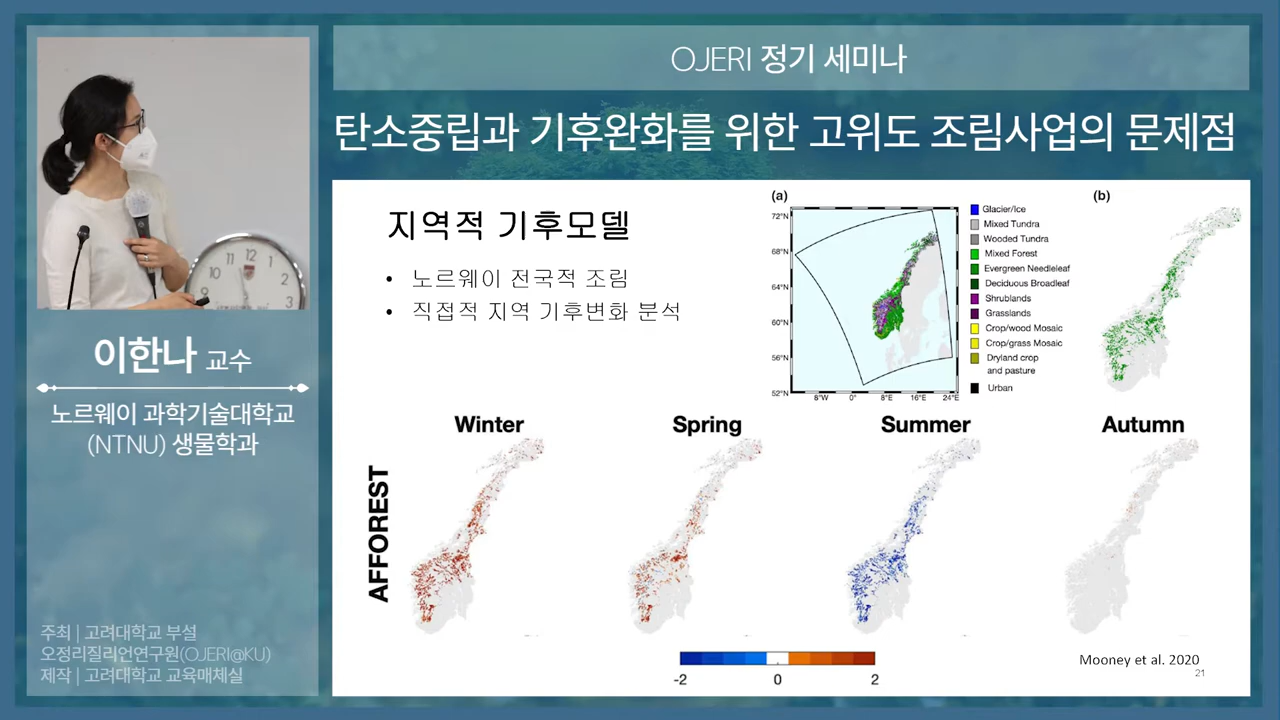 OJERI 정기 세미나
탄소중립과 기후완화를 위한 고위도 조림사업의 문제점
이한나 교수
노르웨이 과학기술대학교
(NTNU) 생물학과
주최 | 고려대학교 부설
오정리질리언연구원(OJERI@KU)
제작 | 고려대학교 교육매체실
10 11 12 1 2 3 9
지역적 기후모델
• 노르웨이 전국적 조림
• 직접적 지역 기후변화 분석
(a)
72°N
68°N
64°N
60°N
56°N
52°N
8°W 0° 8°E 16°E 24°E
Glacier/Ice
Mixed Tundra
Wooded Tundra
Mixed Forest
Evergreen Needleleaf
Deciduous Broadleaf
Shrublands
Grasslands
Crop/wood Mosaic
Crop/grass Mosaic
Dryland crop
and pasture
Urban
(b)
Winter Spring Summer Autumn
AFFOREST
-2 0 2
Mooney et al. 2020
21